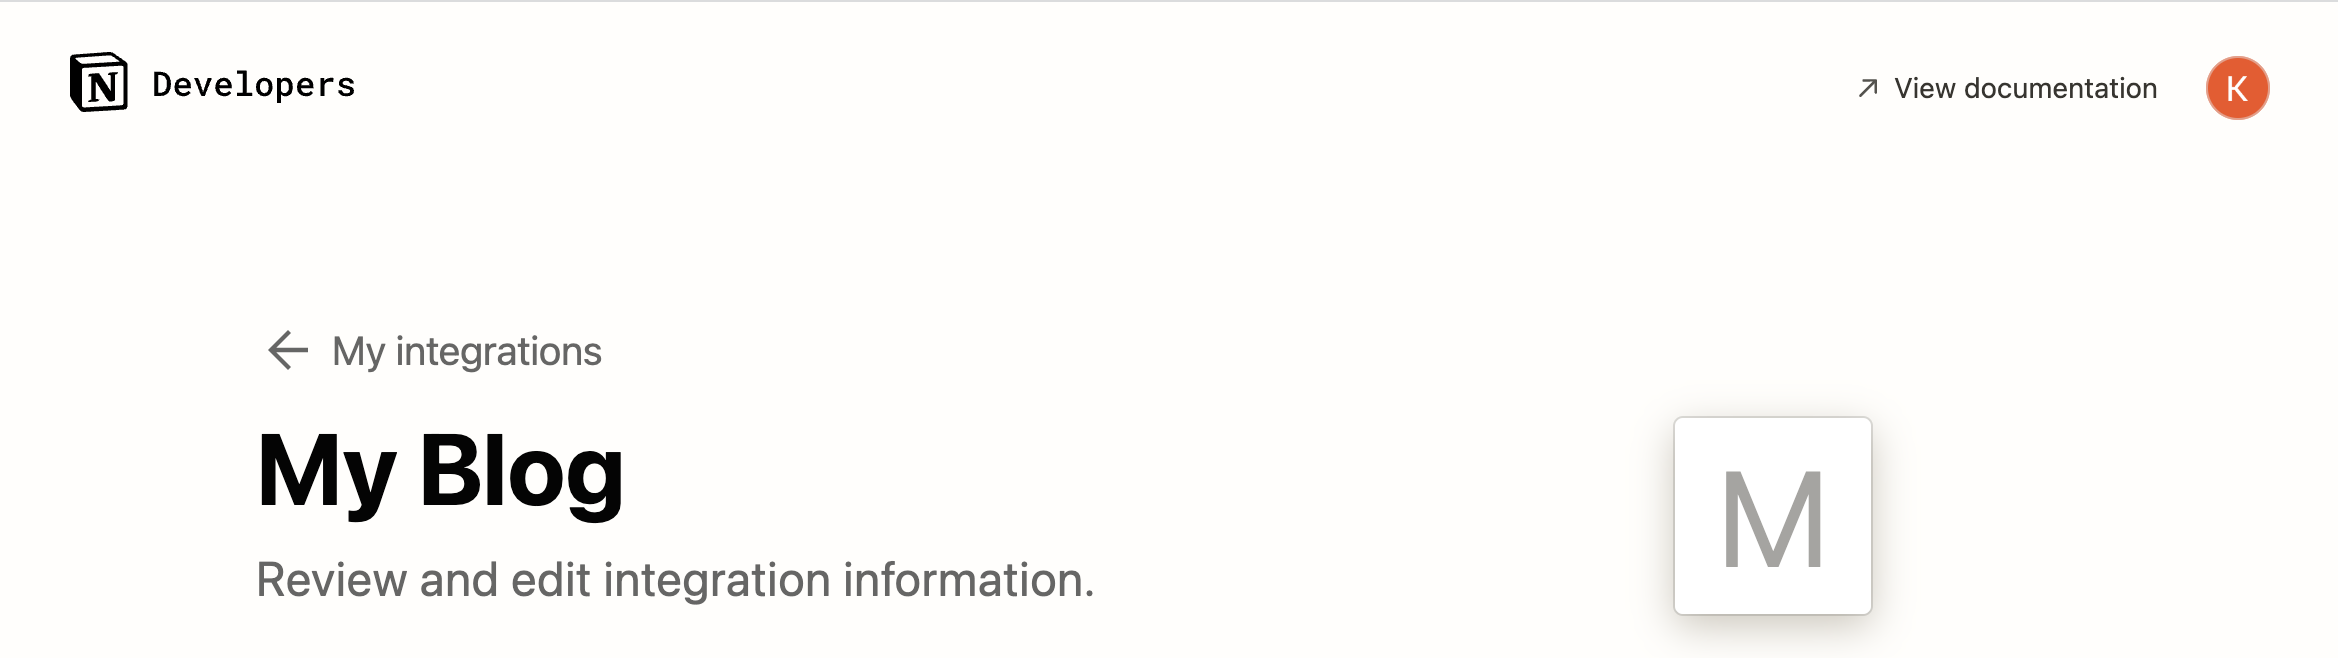 N Developers
View documentation
K
My integrations
My Blog
M
Review and edit integration information.